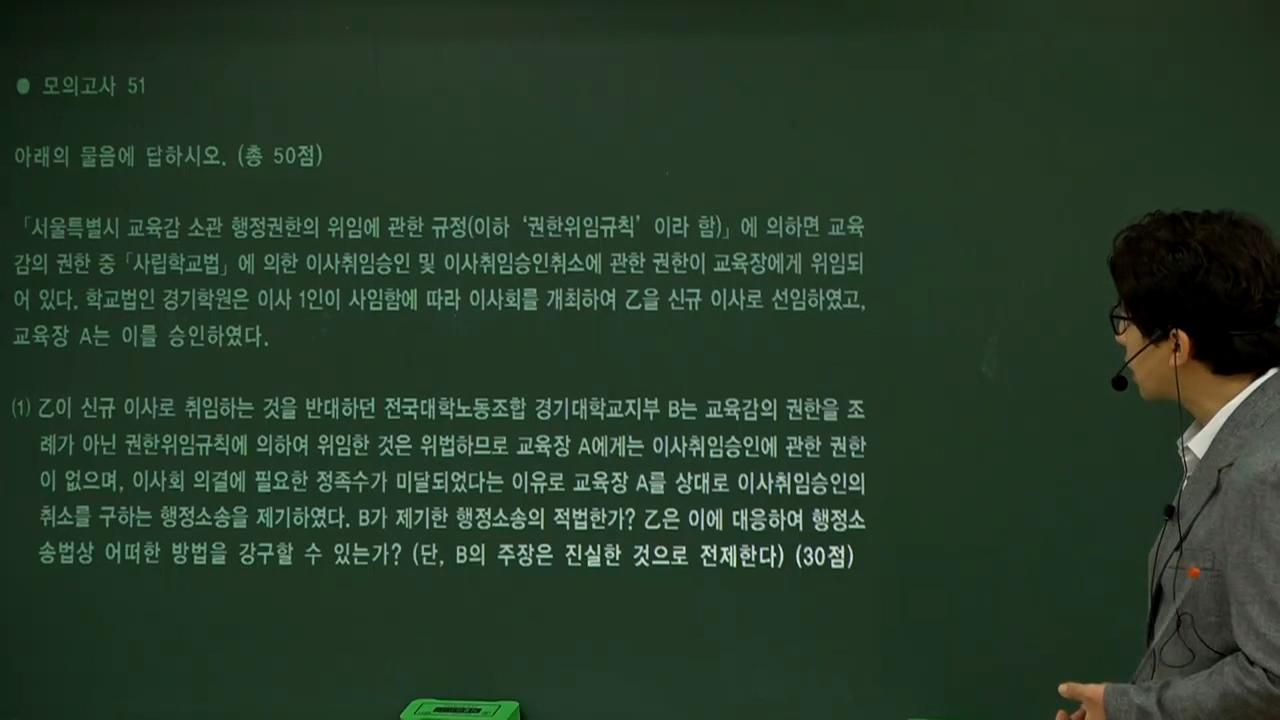 ● 모의고사 51
아래의 물음에 답하시오. (총 50점)
「서울특별시 교육감 소관 행정권한의 위임에 관한 규정(이하 ‘권한위임규칙’ 이라 함)」에 의하면 교육
감의 권한 중「사립학교법」에 의한 이사취임승인 및 이사취임승인취소에 관한 권한이 교육장에게 위임되
어 있다. 학교법인 경기학원은 이사 1인이 사임함에 따라 이사회를 개최하여 乙을 신규 이사로 선임하였고,
교육장 A는 이를 승인하였다.
(1) 乙이 신규 이사로 취임하는 것을 반대하던 전국대학노동조합 경기대학교지부 B는 교육감의 권한을 조
례가 아닌 권한위임규칙에 의하여 위임한 것은 위법하므로 교육장 A에게는 이사취임승인에 관한 권한
이 없으며, 이사회 의결에 필요한 정족수가 미달되었다는 이유로 교육장 A를 상대로 이사취임승인의
취소를 구하는 행정소송을 제기하였다. B가 제기한 행정소송의 적법한가? 乙은 이에 대응하여 행정소
송법상 어떠한 방법을 강구할 수 있는가? (단, B의 주장은 진실한 것으로 전제한다) (30점)